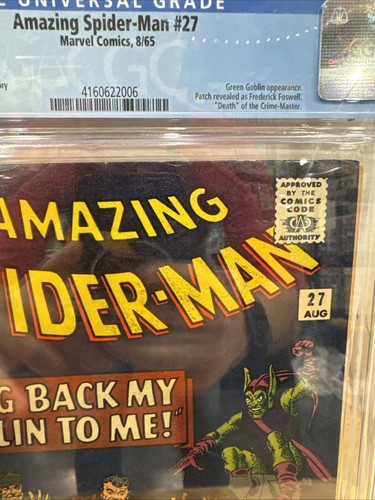 UNIVERSAL GRADE
Amazing Spider-Man #27
Marvel Comics, 8/65
4160622006
Green Goblin appearance.
Patch revealed as Frederick Foswell.
"Death" of the Crime-Master.
CGC
APPROVED
BY THE
COMICS
CODE
AUTHORITY
AMAZING
IDER-MAN
27
AUG
G BACK MY
LIN TO ME!"